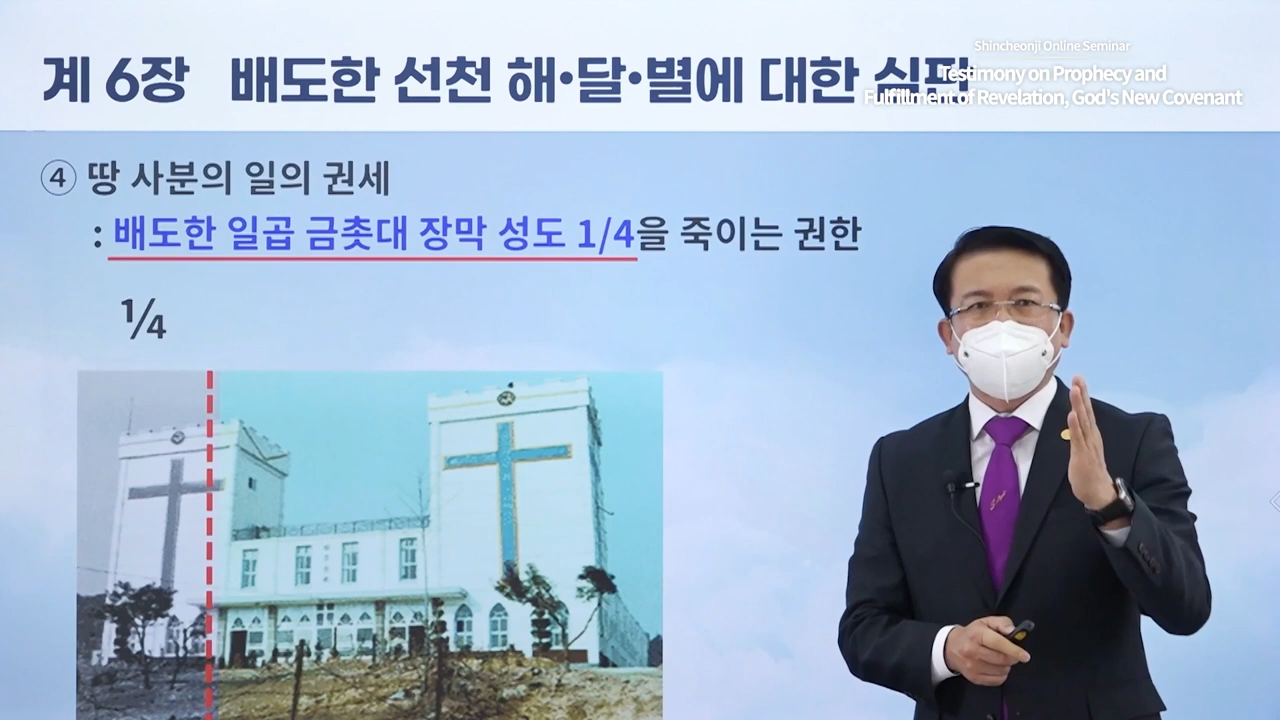 Shincheonji Online Seminar
Testimony on Prophecy and
Fulfillment of Revelation, God's New Covenant
계 6장 배도한 선천 해•달•별에 대한 심판
④ 땅 사분의 일의 권세
: 배도한 일곱 금촛대 장막 성도 1/4을 죽이는 권한
¼